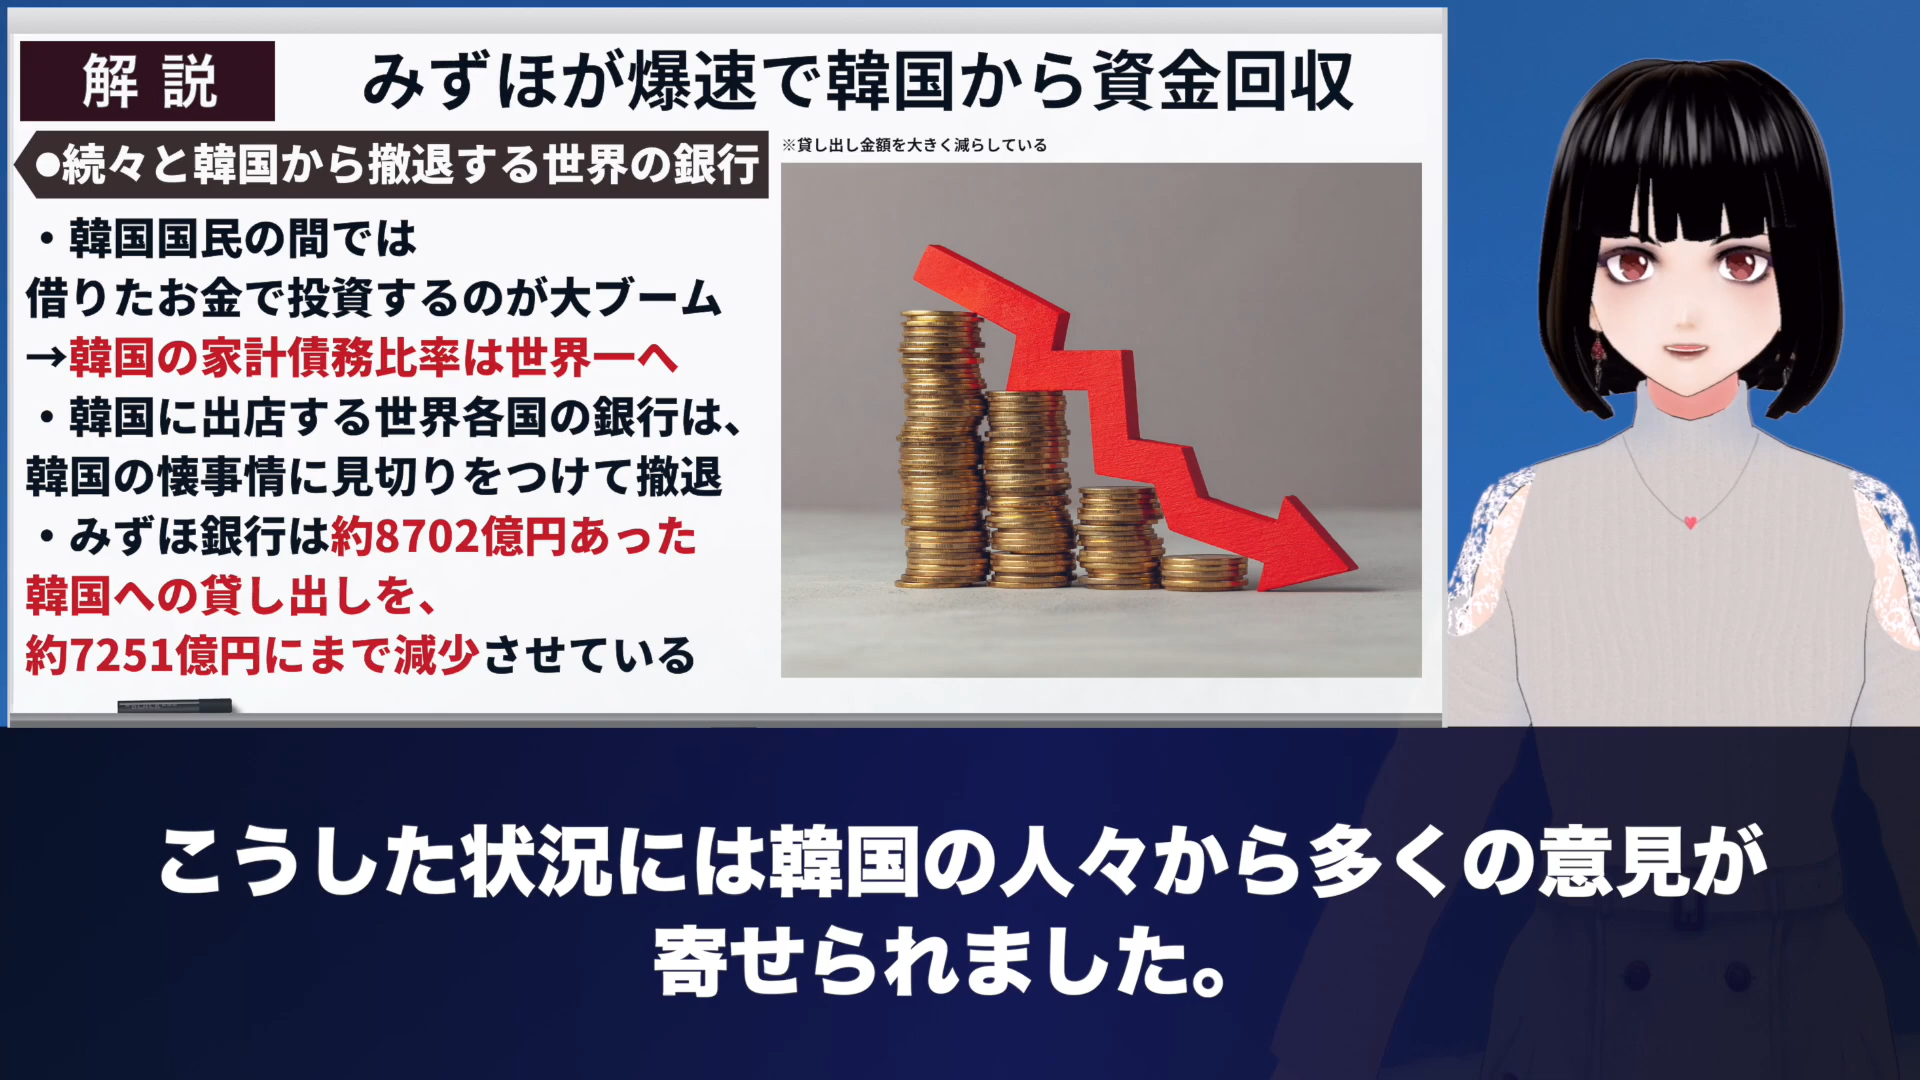 解説
みずほが爆速で韓国から資金回収
●続々と韓国から撤退する世界の銀行
※貸し出し金額を大きく減らしている
・韓国国民の間では
借りたお金で投資するのが大ブーム
→韓国の家計債務比率は世界一へ
・韓国に出店する世界各国の銀行は、
韓国の懐事情に見切りをつけて撤退
・みずほ銀行は約8702億円あった
韓国への貸し出しを、
約7251億円にまで減少させている
こうした状況には韓国の人々から多くの意見が
寄せられました。